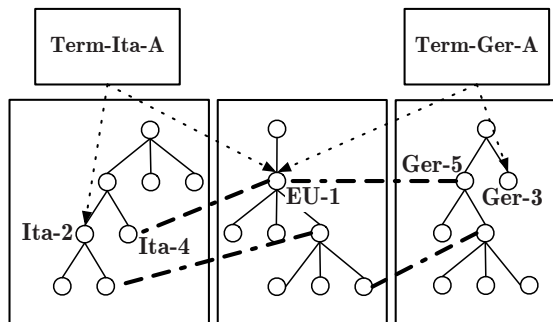 Term-Ita-A
Term-Ger-A
Ger-5
EU-1
Ger-3
Ita-2
Ita-4